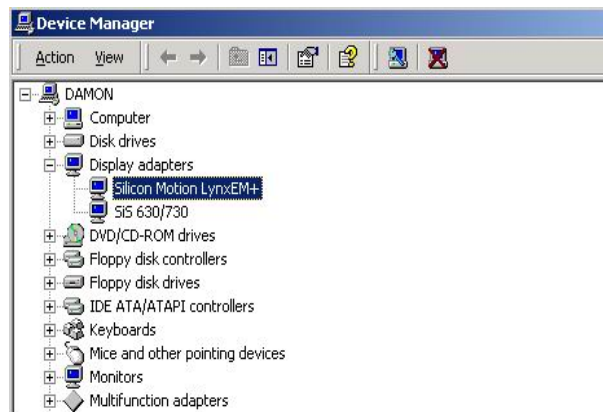 Device Manager
Action View
DAMON
Computer
Disk drives
Display adapters
Silicon Motion LynxEM+
SiS 630/730
DVD/CD-ROM drives
Floppy disk controllers
Floppy disk drives
IDE ATA/ATAPI controllers
Keyboards
Mice and other pointing devices
Monitors
Multifunction adapters